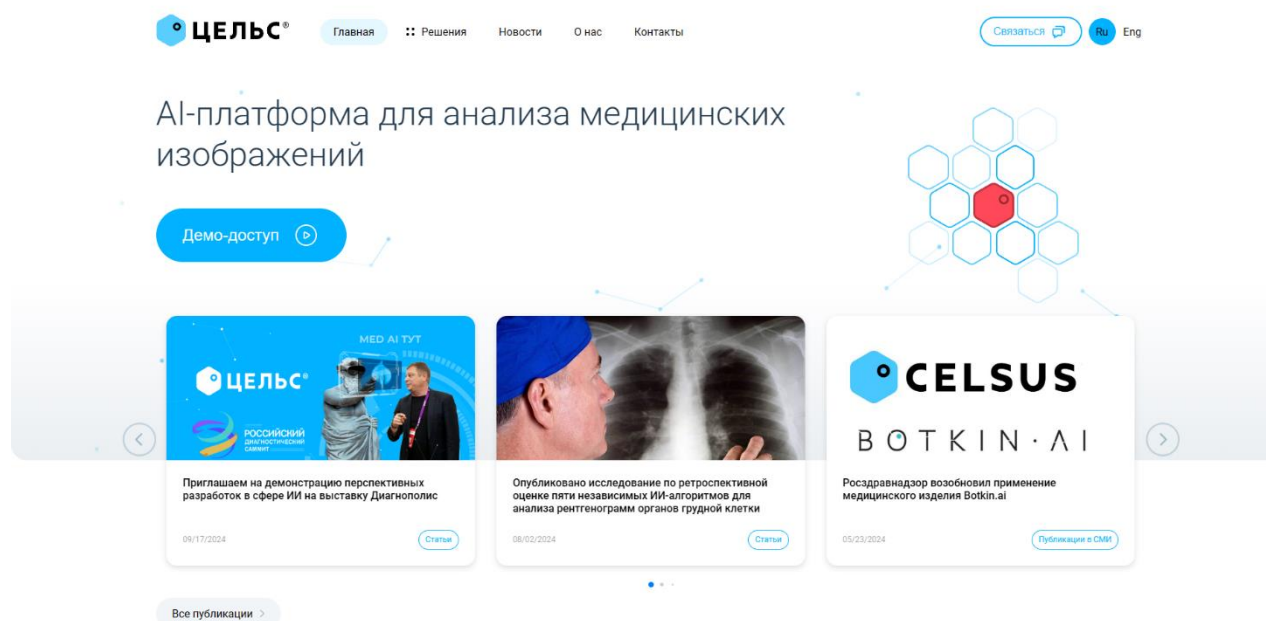 ЦЕЛЬС®
Главная
Решения
Новости
О нас
Контакты
Связаться
Ru
Eng
AI-платформа для анализа медицинских
изображений
Демо-доступ
MED AI ТУТ
ЦЕЛЬС®
РОССИЙСКИЙ
ДИАГНОСТИЧЕСКИЙ
САММИТ
Приглашаем на демонстрацию перспективных
разработок в сфере ИИ на выставку Диагнополис
09/17/2024
Статьи
Опубликовано исследование по ретроспективной
оценке пяти независимых ИИ-алгоритмов для
анализа рентгенограмм органов грудной клетки
08/02/2024
Статьи
CELSUS
BOTKIN·AI
Росздравнадзор возобновил применение
медицинского изделия Botkin.ai
05/23/2024
Публикации в СМИ
Все публикации